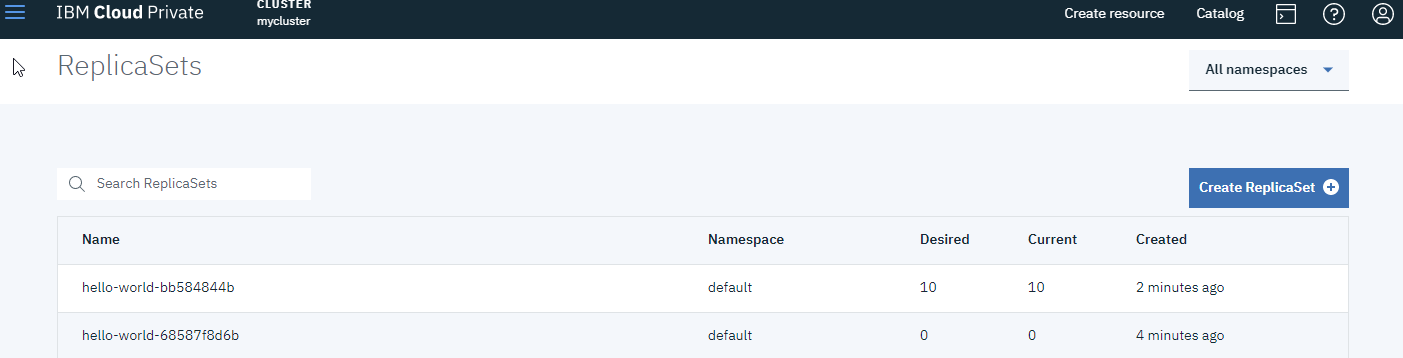 IBM Cloud Private
CLUSTER
mycluster
Create resource
Catalog
ReplicaSets
All namespaces
Search ReplicaSets
Create ReplicaSet
Name Namespace Desired Current Created
hello-world-bb584844b default 10 10 2 minutes ago
hello-world-68587f8d6b default 0 0 4 minutes ago